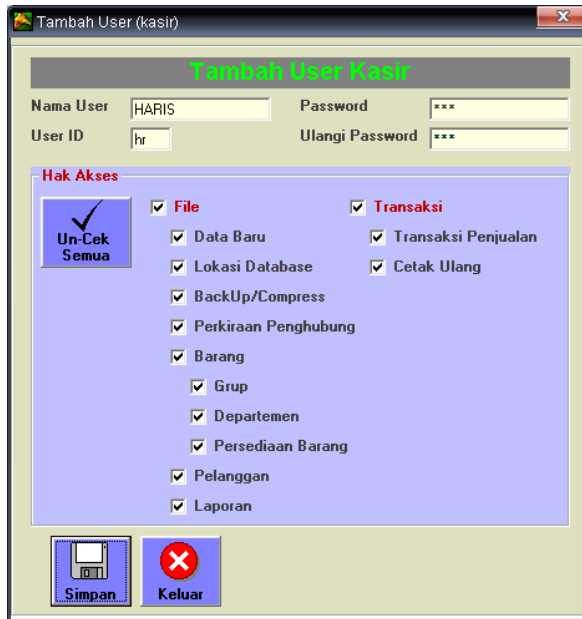 Tambah User (kasir)
Tambah User Kasir
Nama User HARIS Password ***
User ID hr Ulangi Password ***
Hak Akses
Un-Cek
Semua
File
Data Baru
Lokasi Database
BackUp/Compress
Perkiraan Penghubung
Barang
Grup
Departemen
Persediaan Barang
Pelanggan
Laporan
Transaksi
Transaksi Penjualan
Cetak Ulang
Simpan
Keluar